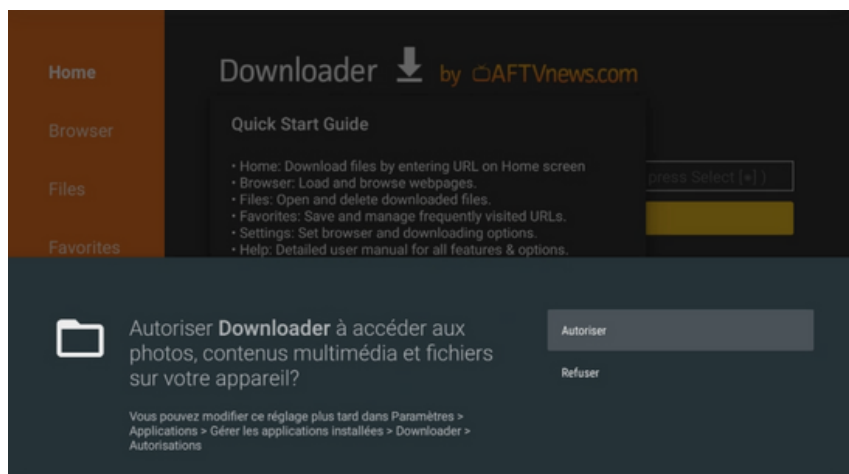 Home
Downloader by AFTVnews.com
Browser
Quick Start Guide
• Home: Download files by entering URL on Home screen
• Browser: Load and browse webpages.
press Select [●] )
Files
• Files: Open and delete downloaded files.
• Favorites: Save and manage frequently visited URLs.
• Settings: Set browser and downloading options.
Favorites
• Help: Detailed user manual for all features & options.
Autoriser Downloader à accéder aux
photos, contenus multimédia et fichiers
sur votre appareil?
Vous pouvez modifier ce réglage plus tard dans Paramètres >
Applications > Gérer les applications installées > Downloader >
Autorisations
Autoriser
Refuser